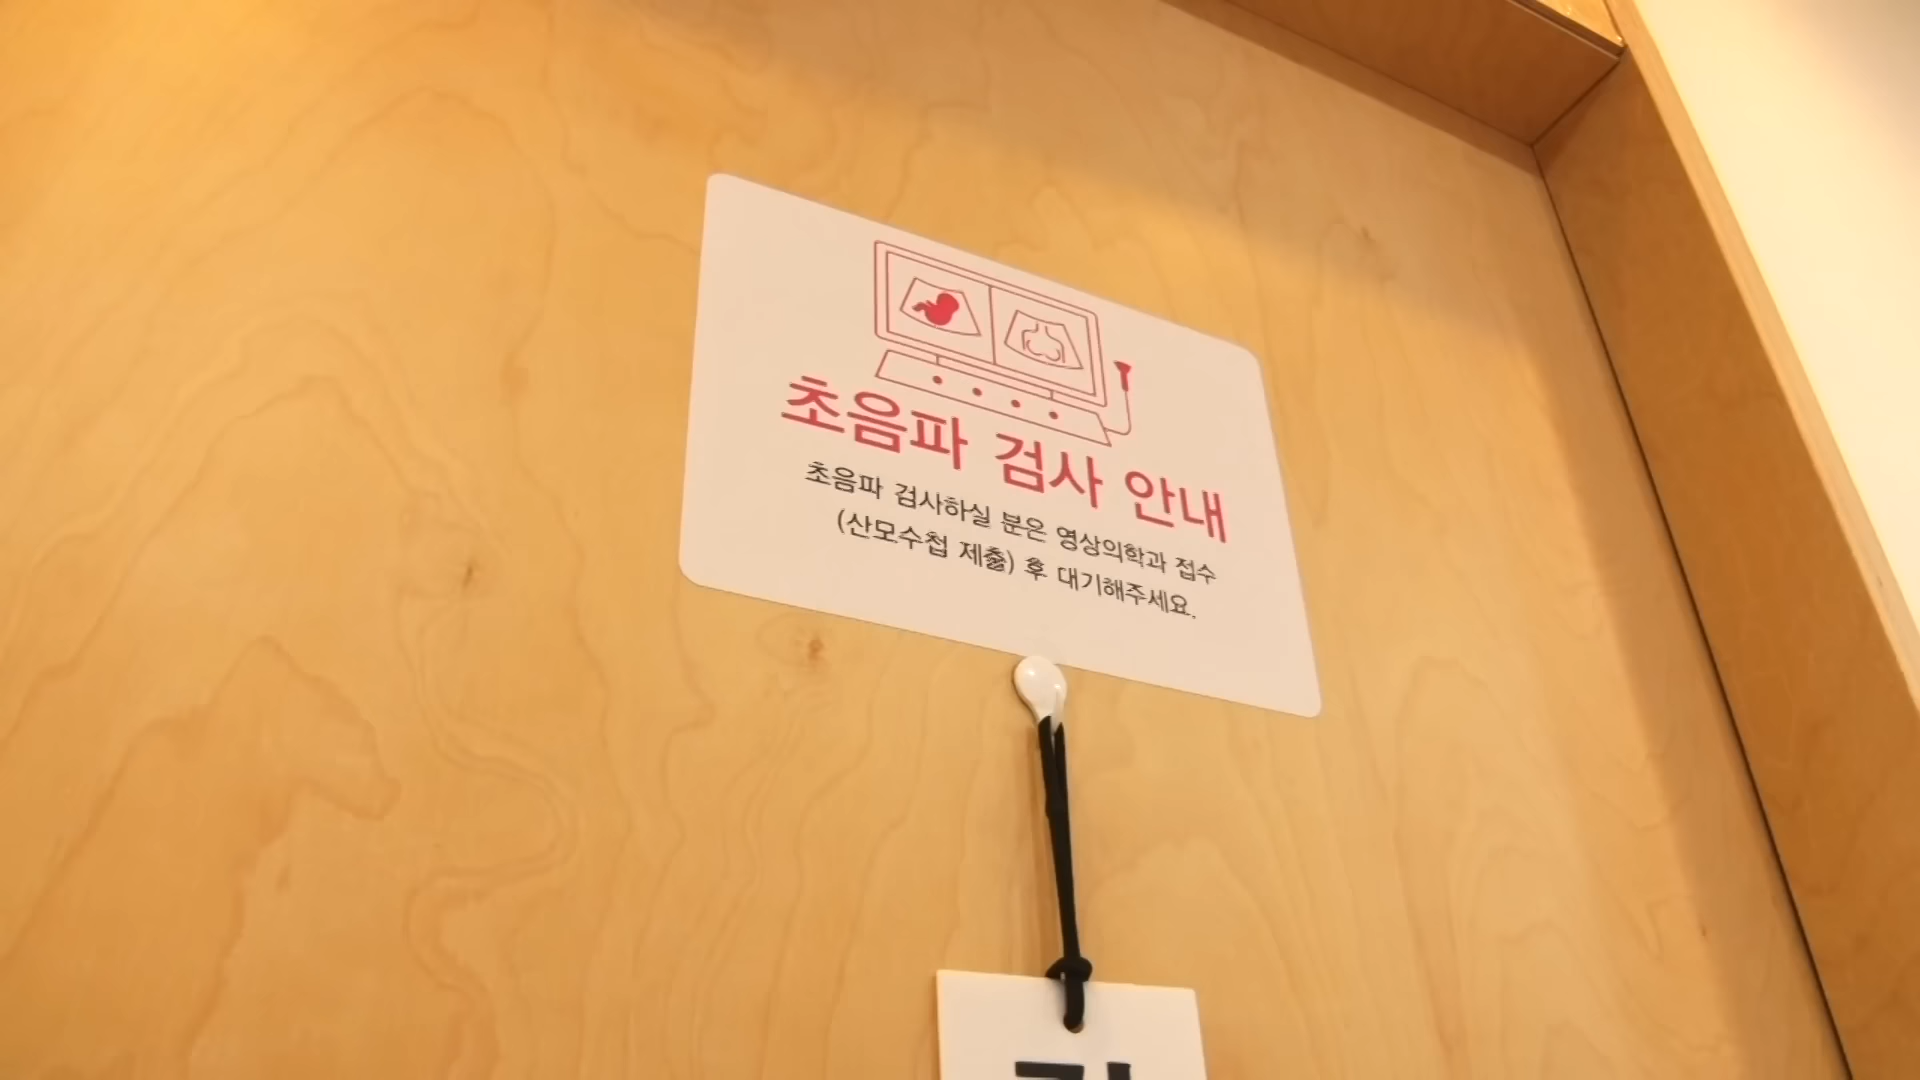 초음파 검사 안내
초음파 검사하실 분은 영상의학과 접수
(산모수첩 제출) 후 대기해주세요.